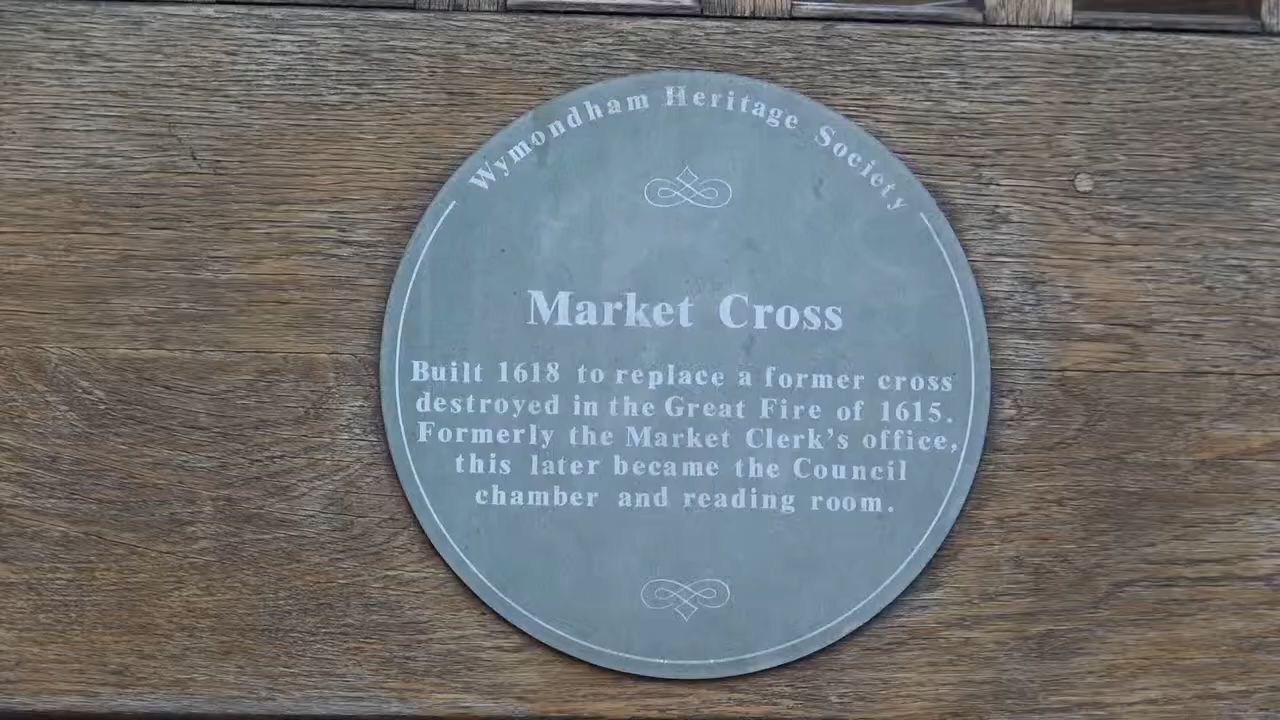 Wymondham Heritage Society
Market Cross
Built 1618 to replace a former cross
destroyed in the Great Fire of 1615.
Formerly the Market Clerk's office,
this later became the Council
chamber and reading room.